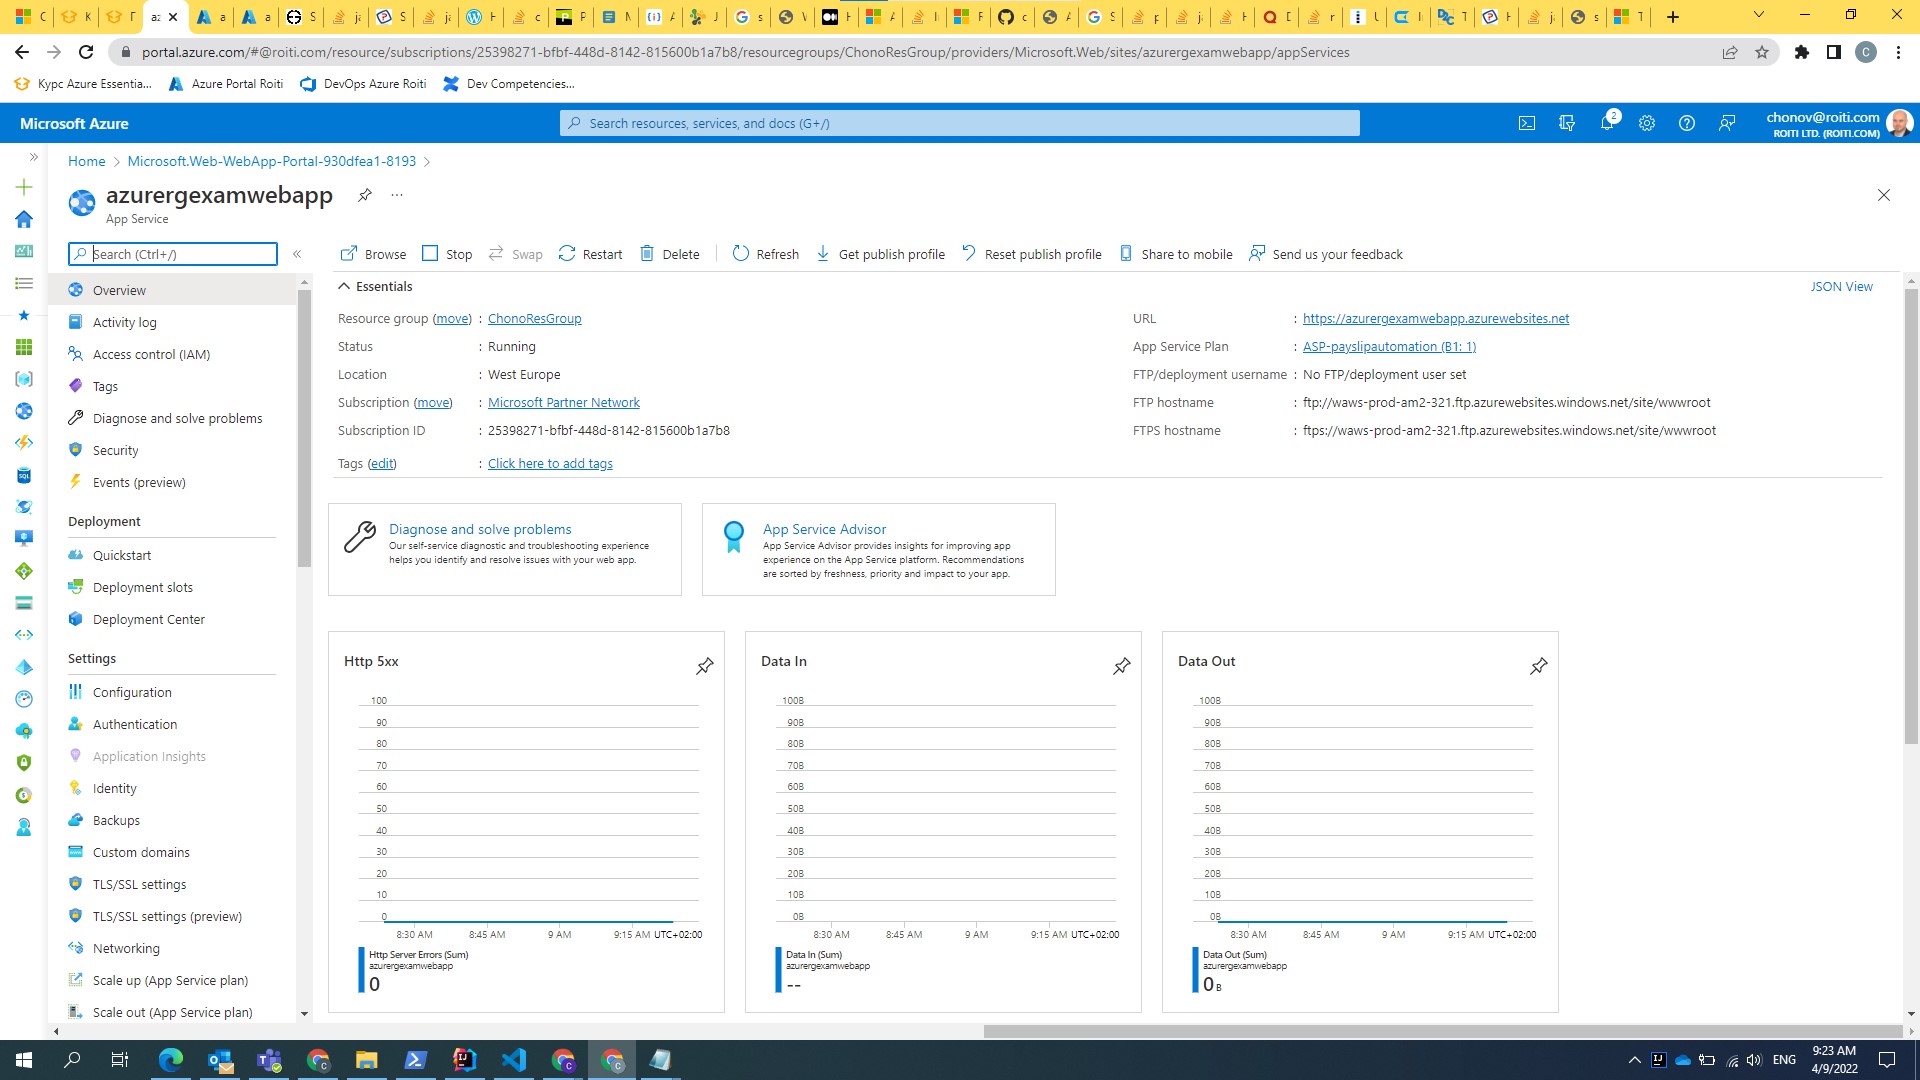 portal.azure.com/#@roiti.com/resource/subscriptions/25398271-bfbf-448d-8142-815600b1a7b8/resourcegroups/ChonoResGroup/providers/Microsoft.Web/sites/azurergexamwebapp/appServices
Курс Azure Essentia...
Azure Portal Roiti
DevOps Azure Roiti
Dev Competencies...
Microsoft Azure
Search resources, services, and docs (G+/)
2
chonov@roiti.com
ROITI LTD. (ROITI.COM)
Home > Microsoft.Web-WebApp-Portal-930dfea1-8193 >
azurergexamwebapp
App Service
Search (Ctrl+/)
Browse
Stop
Swap
Restart
Delete
Refresh
Get publish profile
Reset publish profile
Share to mobile
Send us your feedback
Overview
Activity log
Access control (IAM)
Tags
Diagnose and solve problems
Security
Events (preview)
Deployment
Quickstart
Deployment slots
Deployment Center
Settings
Configuration
Authentication
Application Insights
Identity
Backups
Custom domains
TLS/SSL settings
TLS/SSL settings (preview)
Networking
Scale up (App Service plan)
Scale out (App Service plan)
Essentials
JSON View
Resource group (move) : ChonoResGroup
Status : Running
Location : West Europe
Subscription (move) : Microsoft Partner Network
Subscription ID : 25398271-bfbf-448d-8142-815600b1a7b8
Tags (edit) : Click here to add tags
URL : https://azurergexamwebapp.azurewebsites.net
App Service Plan : ASP-payslipautomation (B1: 1)
FTP/deployment username : No FTP/deployment user set
FTP hostname : ftp://waws-prod-am2-321.ftp.azurewebsites.windows.net/site/wwwroot
FTPS hostname : ftps://waws-prod-am2-321.ftp.azurewebsites.windows.net/site/wwwroot
Diagnose and solve problems
Our self-service diagnostic and troubleshooting experience
helps you identify and resolve issues with your web app.
App Service Advisor
App Service Advisor provides insights for improving app
experience on the App Service platform. Recommendations
are sorted by freshness, priority and impact to your app.
Http 5xx
100
90
80
70
60
50
40
30
20
10
0
8:30 AM 8:45 AM 9 AM 9:15 AM UTC+02:00
Http Server Errors (Sum)
azurergexamwebapp
0
Data In
100B
90B
80B
70B
60B
50B
40B
30B
20B
10B
0B
8:30 AM 8:45 AM 9 AM 9:15 AM UTC+02:00
Data In (Sum)
azurergexamwebapp
--
Data Out
100B
90B
80B
70B
60B
50B
40B
30B
20B
10B
0B
8:30 AM 8:45 AM 9 AM 9:15 AM UTC+02:00
Data Out (Sum)
azurergexamwebapp
0 B
ENG
9:23 AM
4/9/2022